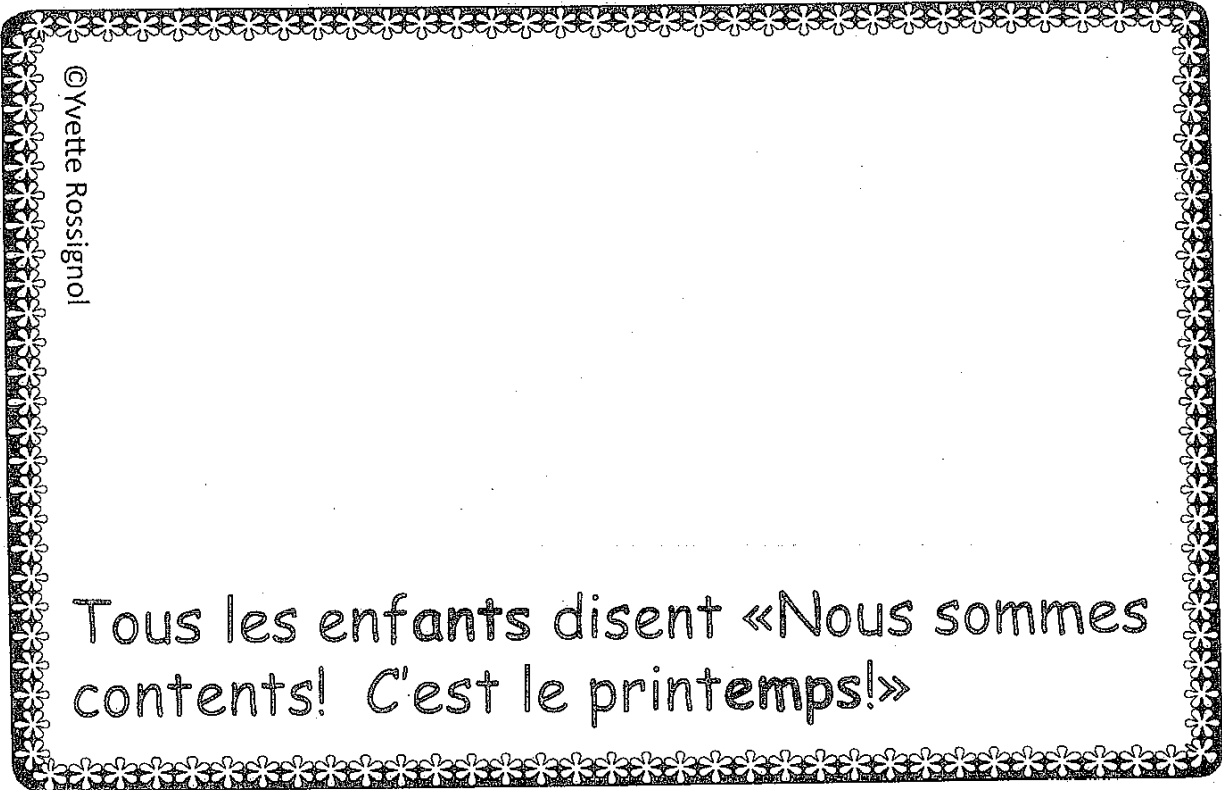 ©Yvette Rossignol
Tous les enfants disent «Nous sommes
contents!  C'est le printemps!»